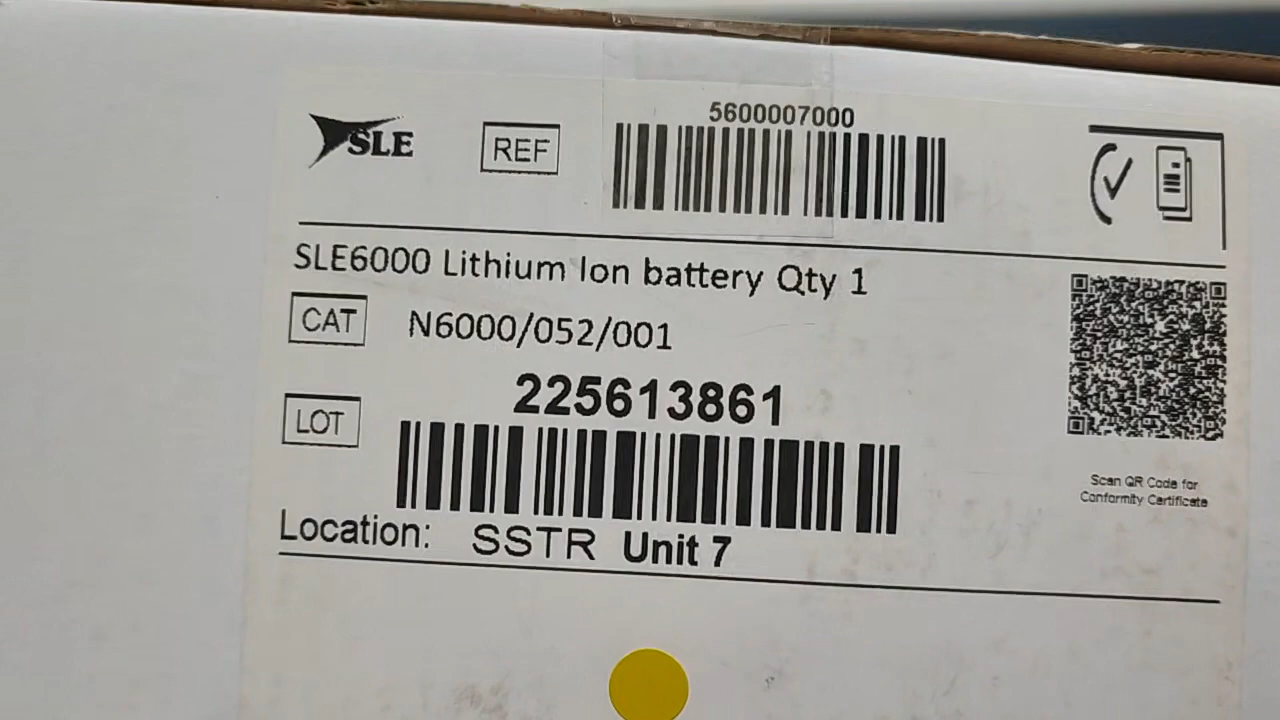 SLE
REF
5600007000
SLE6000 Lithium Ion battery Qty 1
CAT N6000/052/001
225613861
LOT
Location: SSTR Unit 7
Scan QR Code for
Conformity Certificate